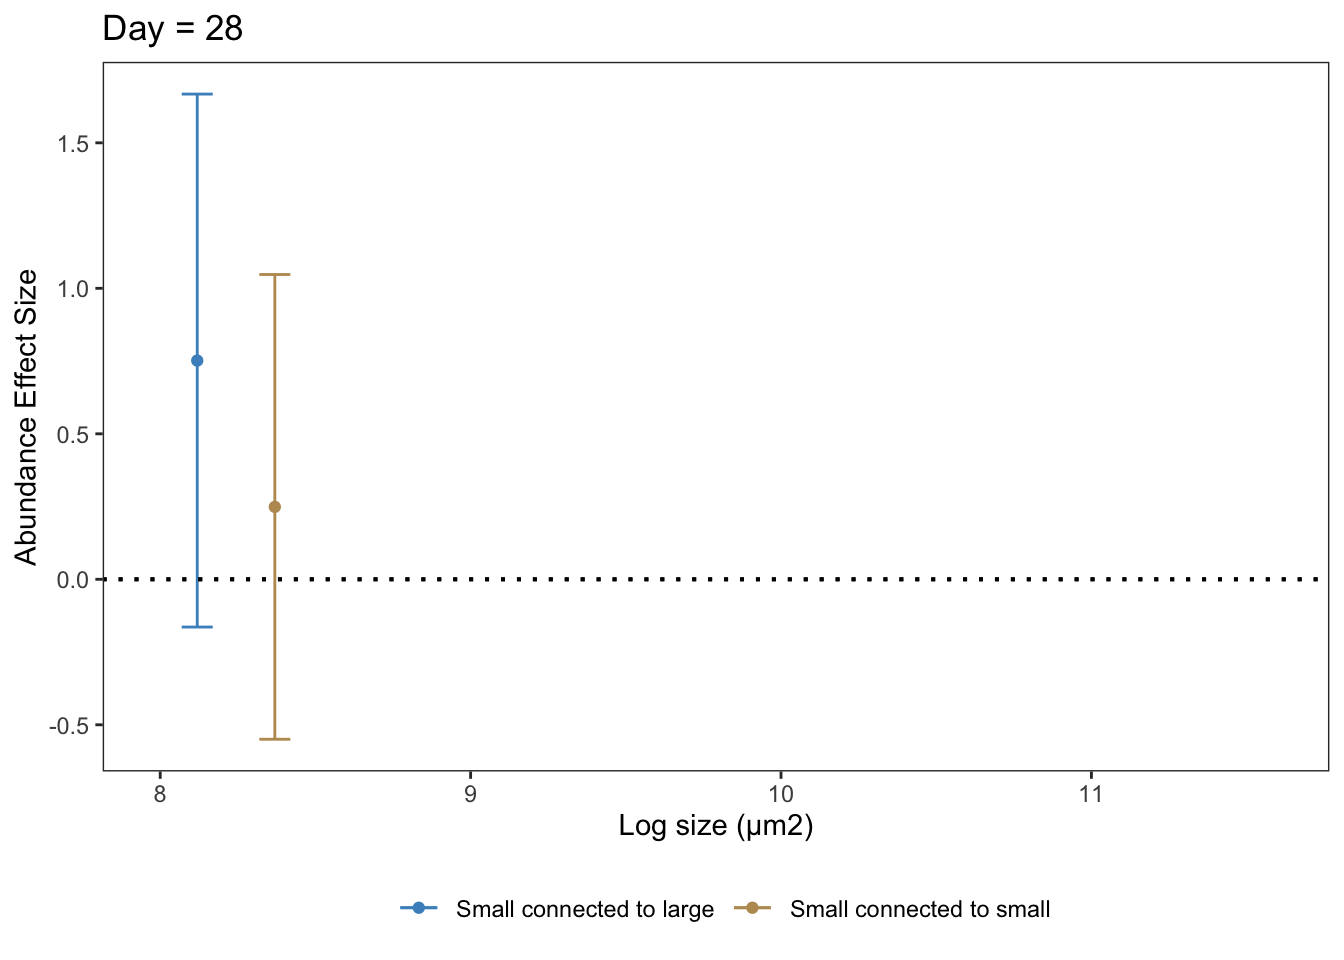 Day = 28
Abundance Effect Size
1.5
1.0
0.5
0.0
-0.5
8 9 10 11
Log size (μm2)
Small connected to large Small connected to small